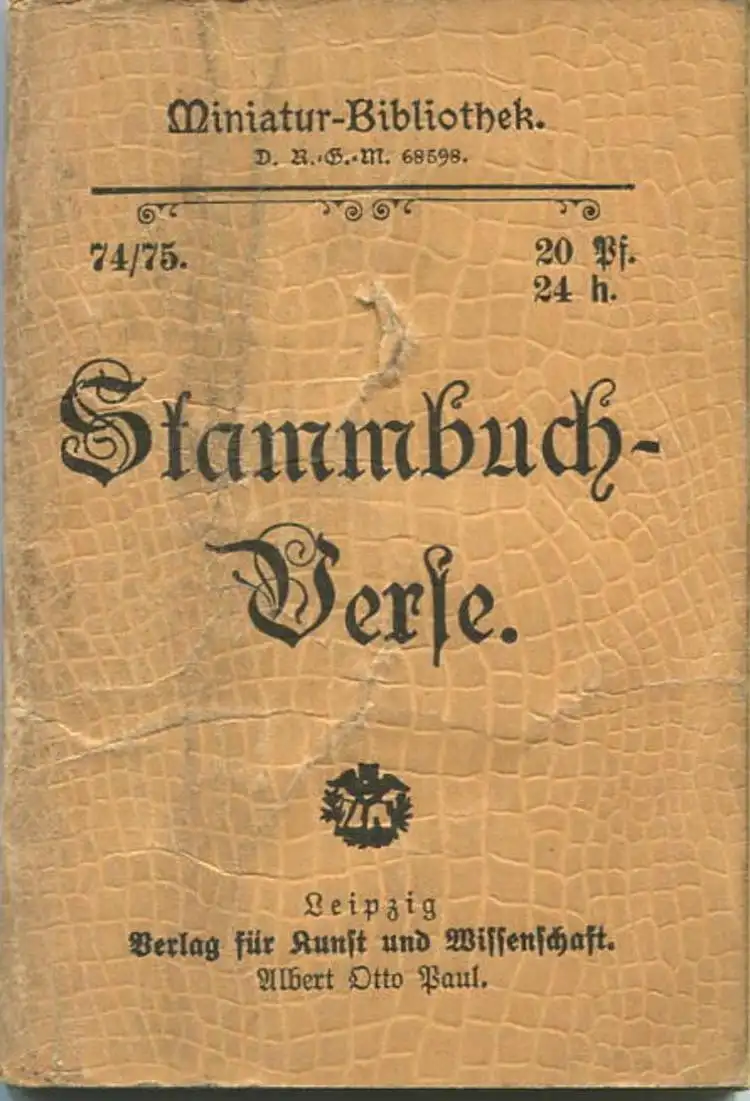 Miniatur-Bibliothek.
D. R.-G.-M. 68598.
74/75.
20 Pf.
24 h.
Stammbuch-
Verse.
Leipzig
Verlag für Kunst und Wissenschaft.
Albert Otto Paul.